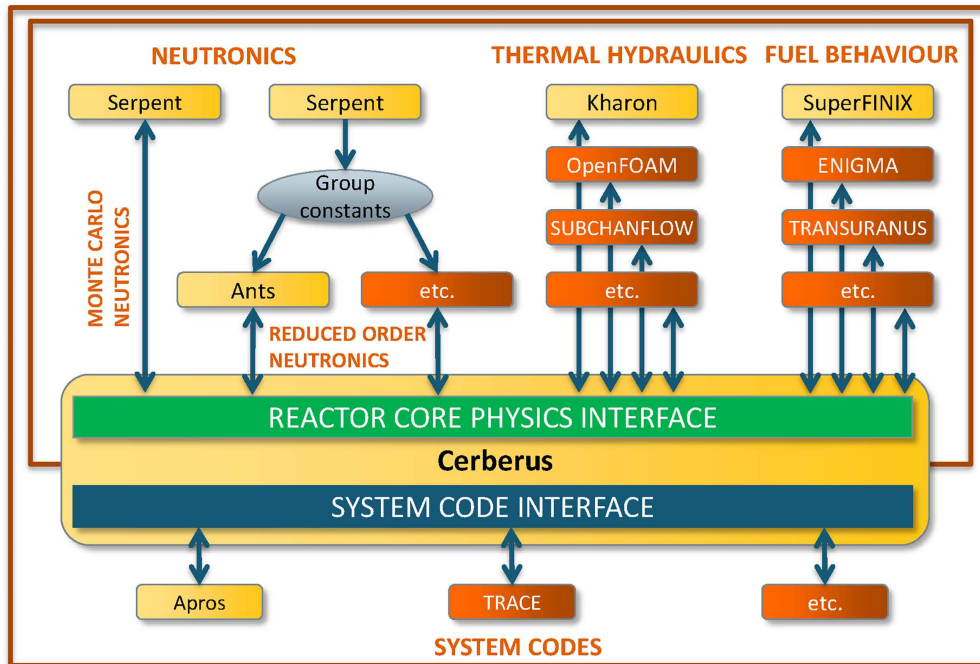 NEUTRONICS
THERMAL HYDRAULICS
FUEL BEHAVIOUR
Serpent
Serpent
Kharon
SuperFINIX
OpenFOAM
ENIGMA
Group
constants
SUBCHANFLOW
TRANSURANUS
MONTE CARLO
NEUTRONICS
Ants
etc.
etc.
etc.
REDUCED ORDER
NEUTRONICS
REACTOR CORE PHYSICS INTERFACE
Cerberus
SYSTEM CODE INTERFACE
Apros
TRACE
etc.
SYSTEM CODES